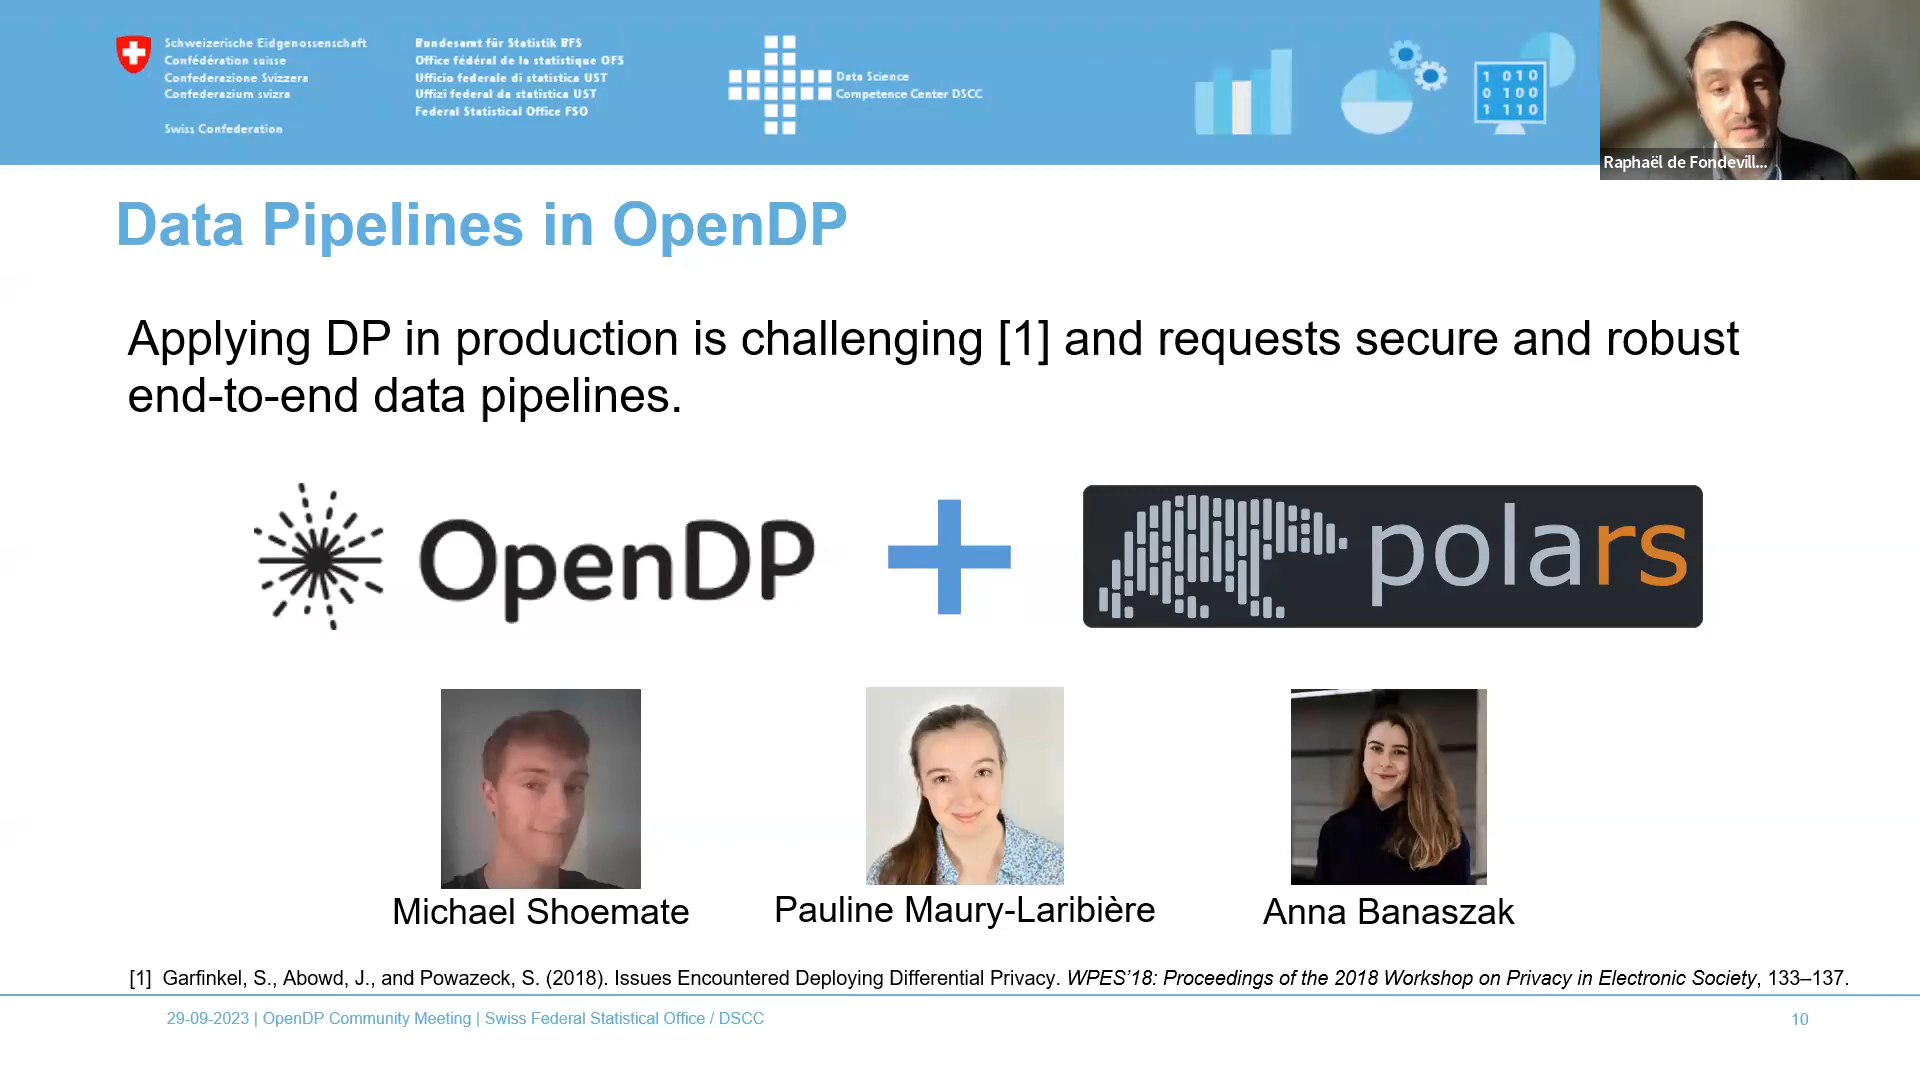 Schweizerische Eidgenossenschaft
Confédération suisse
Confederazione Svizzera
Confederaziun svizra
Swiss Confederation
Bundesamt für Statistik BFS
Office fédéral de la statistique OFS
Ufficio federale di statistica UST
Uffizi federal da statistica UST
Federal Statistical Office FSO
Data Science
Competence Center DSCC
1 010
0 100
1 110
Raphaël de Fondevill...
Data Pipelines in OpenDP
Applying DP in production is challenging [1] and requests secure and robust
end-to-end data pipelines.
OpenDP
polars
Michael Shoemate
Pauline Maury-Laribière
Anna Banaszak
[1] Garfinkel, S., Abowd, J., and Powazeck, S. (2018). Issues Encountered Deploying Differential Privacy. WPES’18: Proceedings of the 2018 Workshop on Privacy in Electronic Society, 133–137.
29-09-2023 | OpenDP Community Meeting | Swiss Federal Statistical Office / DSCC
10